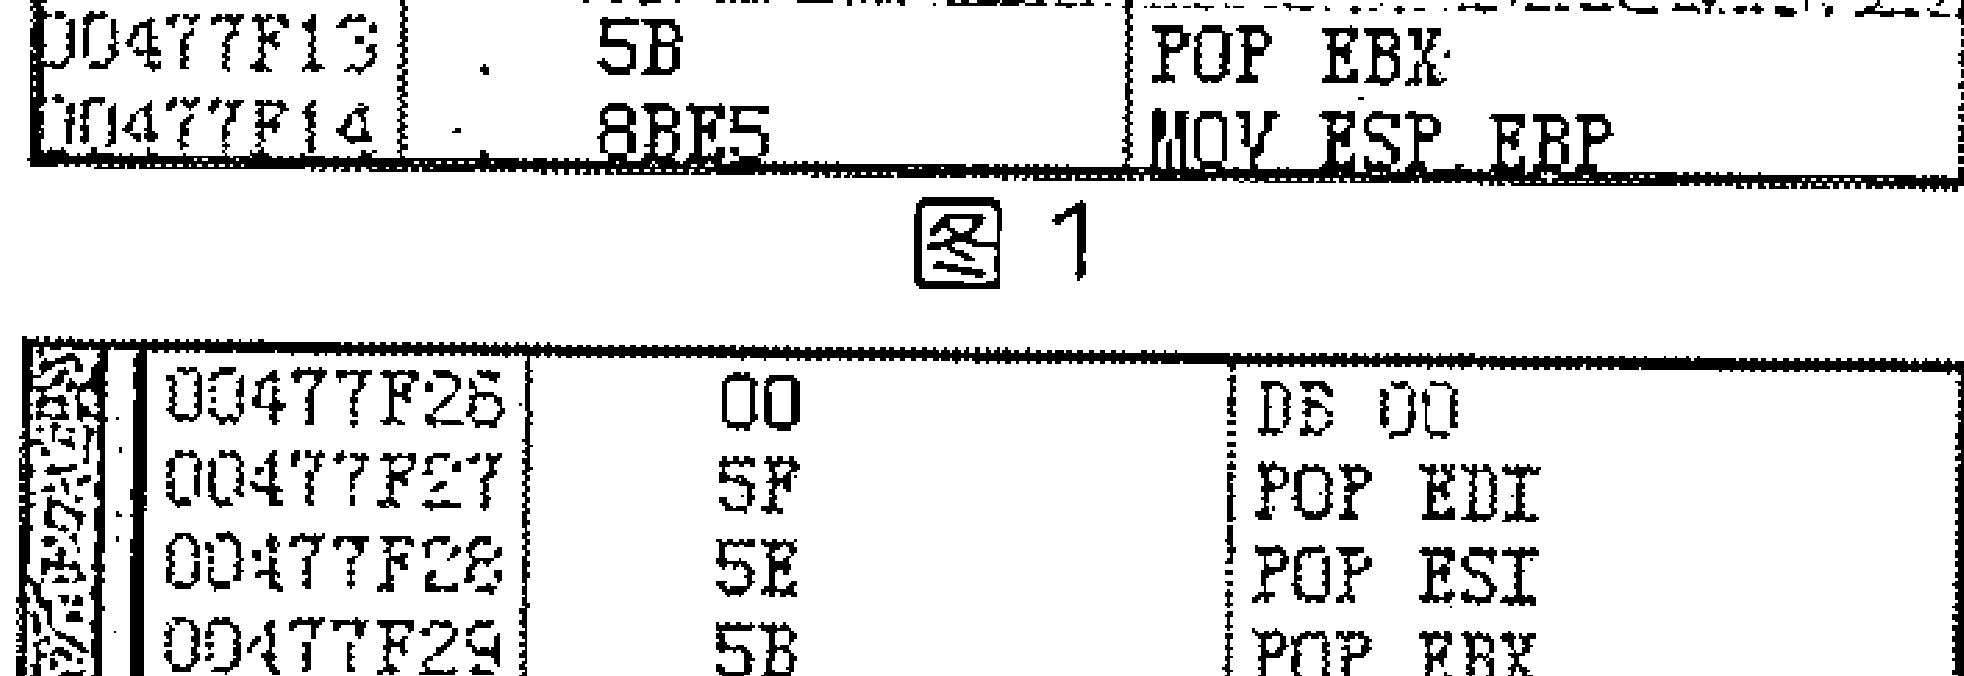 00477F13 . 5B POP EBX
00477F14 . 8BE5 MOV ESP,EBP
图 1
00477F26 00 DB 00
00477F27 5F POP EDI
00477F28 5E POP ESI
00477F29 5B POP EBX